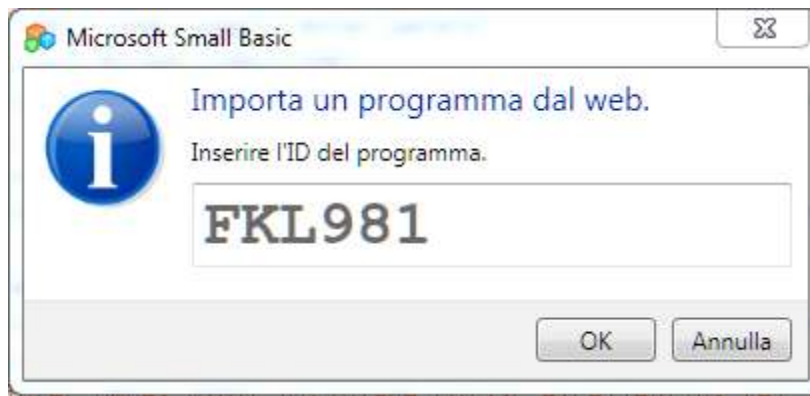 Microsoft Small Basic
Importa un programma dal web.
Inserire l'ID del programma.
FKL981
OK Annulla